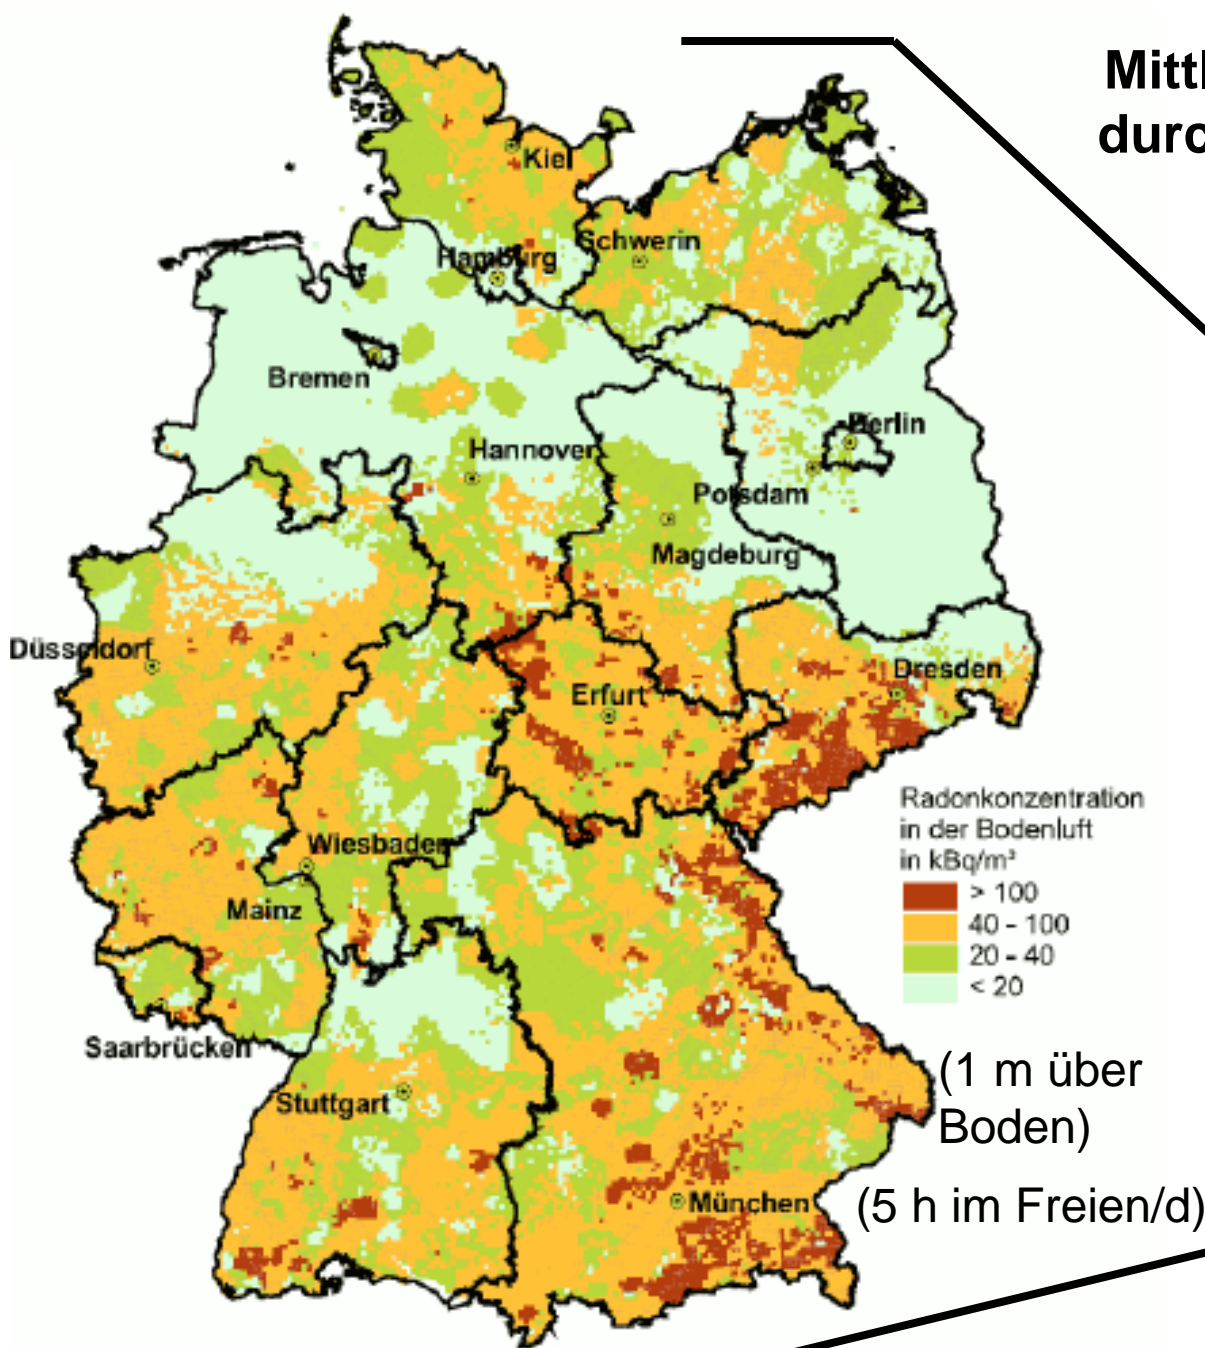 Kiel
Schwerin
Hamburg
Bremen
Hannover
Berlin
Potsdam
Magdeburg
Düsseldorf
Dresden
Erfurt
Wiesbaden
Mainz
Saarbrücken
Stuttgart
München
Radonkonzentration
in der Bodenluft
in kBq/m³
> 100
40 - 100
20 - 40
< 20
(1 m über
Boden)
(5 h im Freien/d)